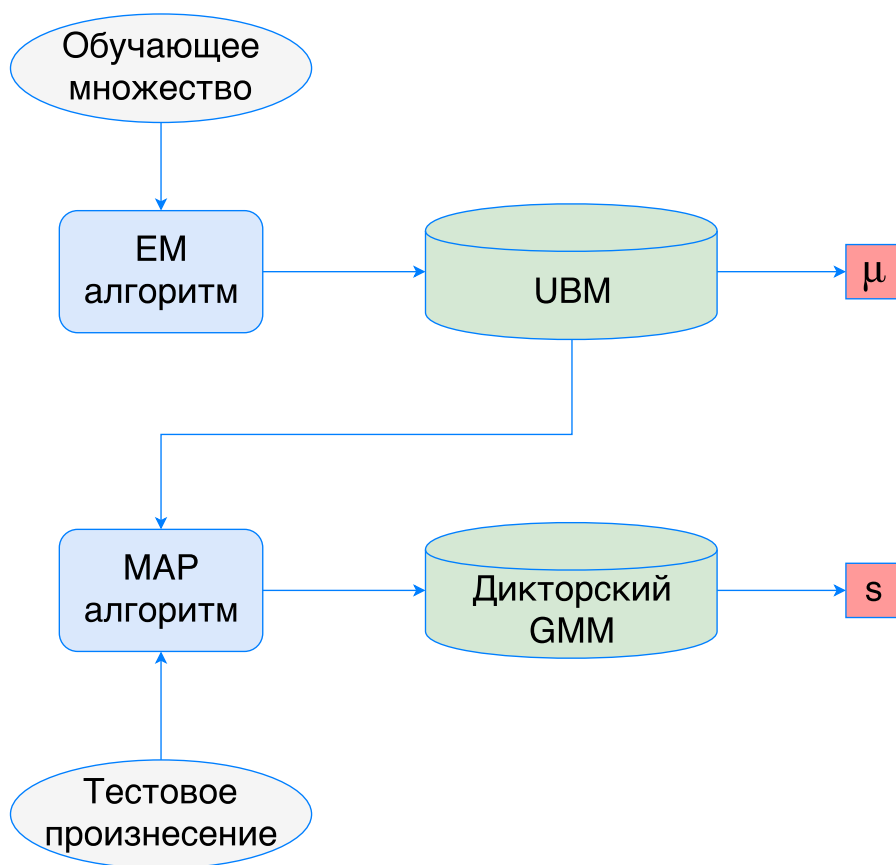 Обучающее
множество
EM
алгоритм
UBM
μ
MAP
алгоритм
Дикторский
GMM
s
Тестовое
произнесение